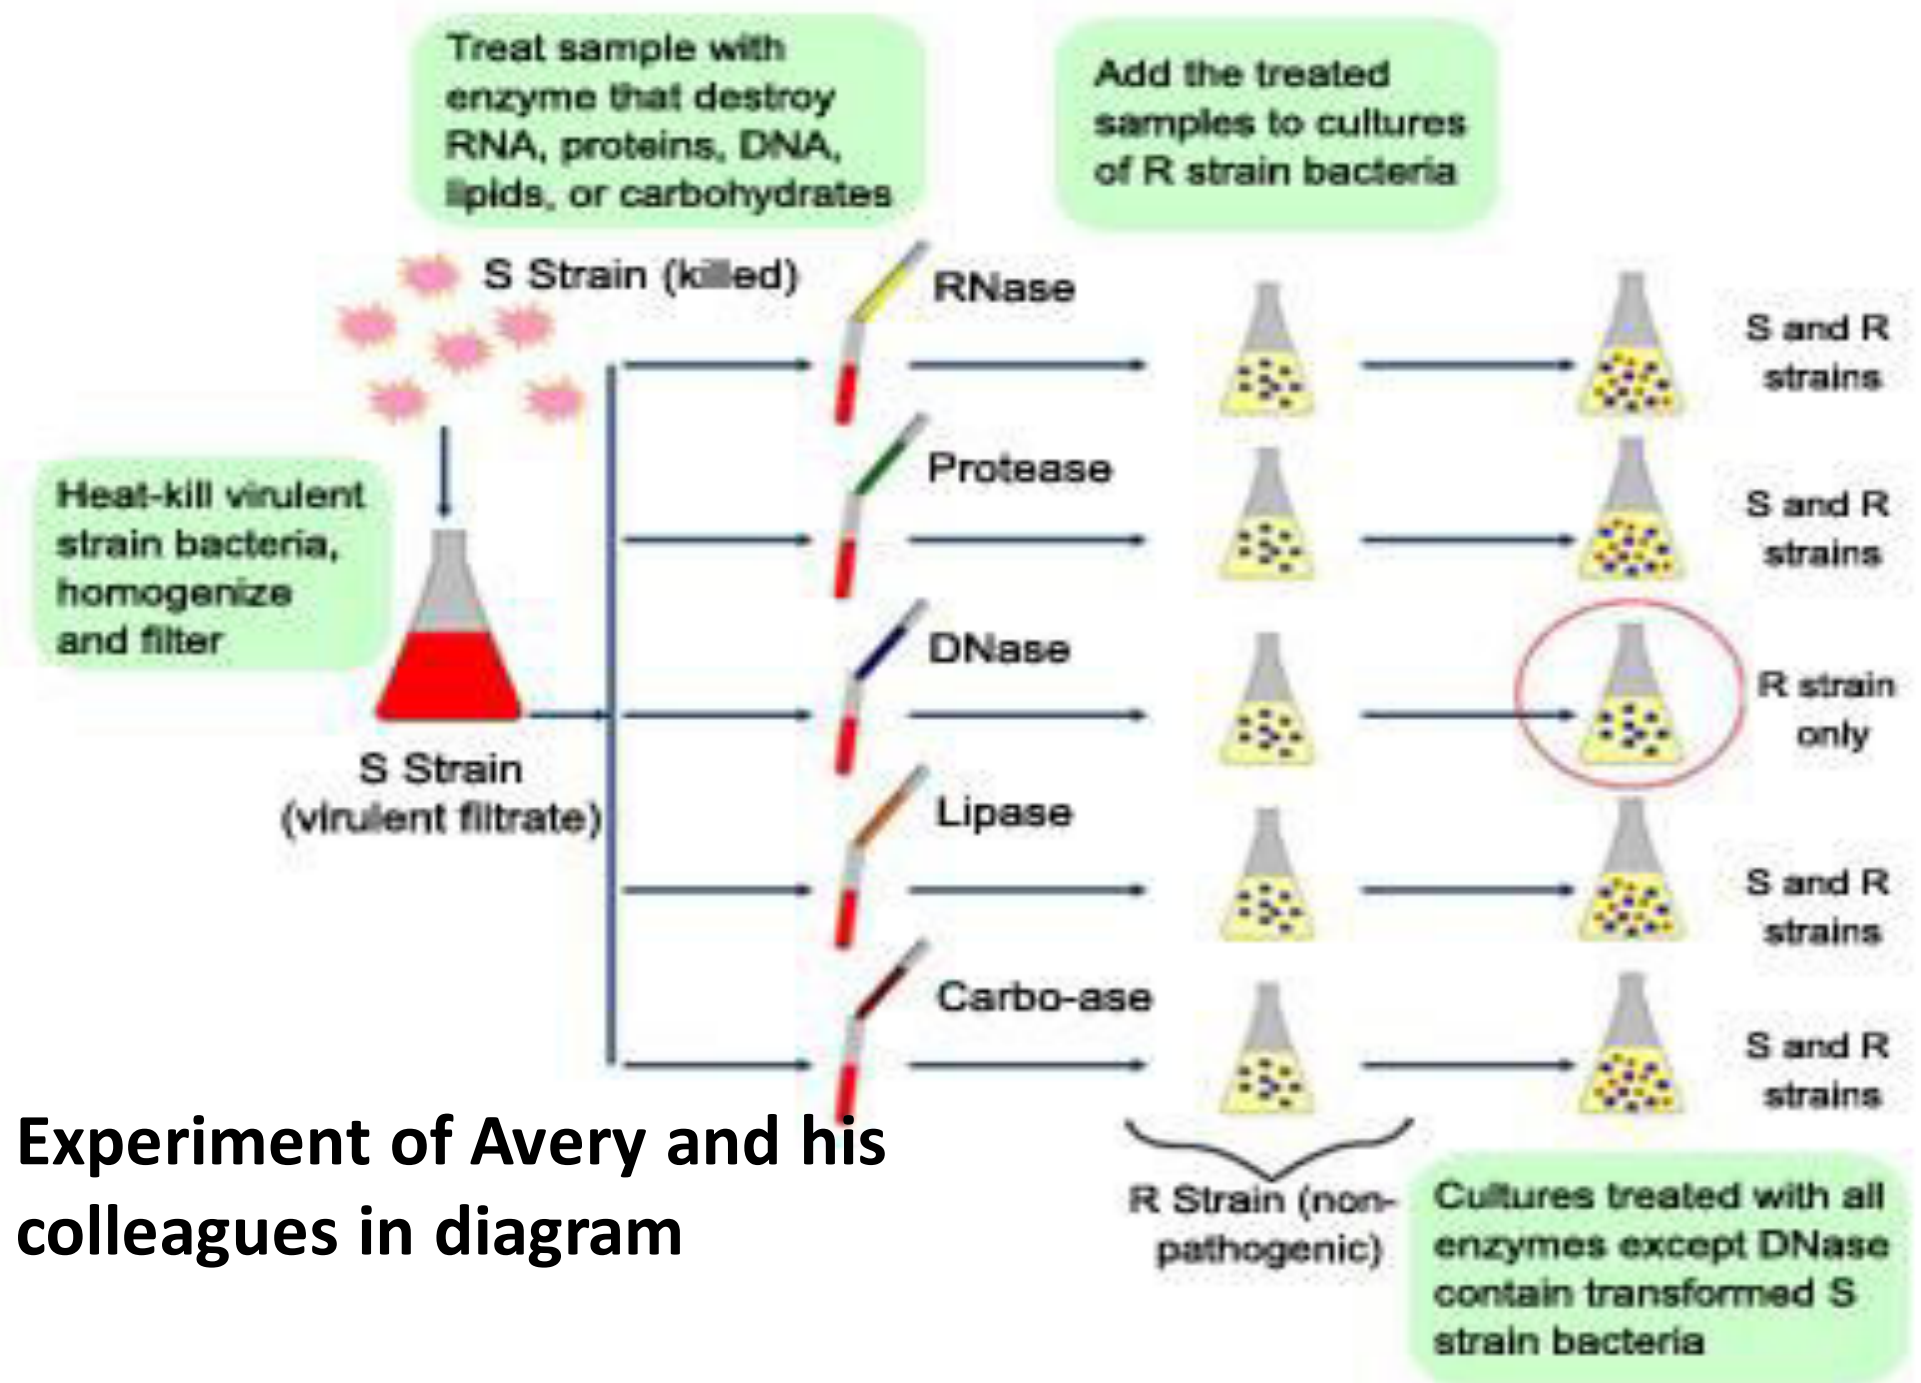 Treat sample with
enzyme that destroy
RNA, proteins, DNA,
lipids, or carbohydrates
Add the treated
samples to cultures
of R strain bacteria
S Strain (killed)
Heat-kill virulent
strain bacteria,
homogenize
and filter
S Strain
(virulent filtrate)
RNase
S and R
strains
Protease
S and R
strains
DNase
R strain
only
Lipase
S and R
strains
Carbo-ase
S and R
strains
Experiment of Avery and his
colleagues in diagram
R Strain (non-
pathogenic)
Cultures treated with all
enzymes except DNase
contain transformed S
strain bacteria